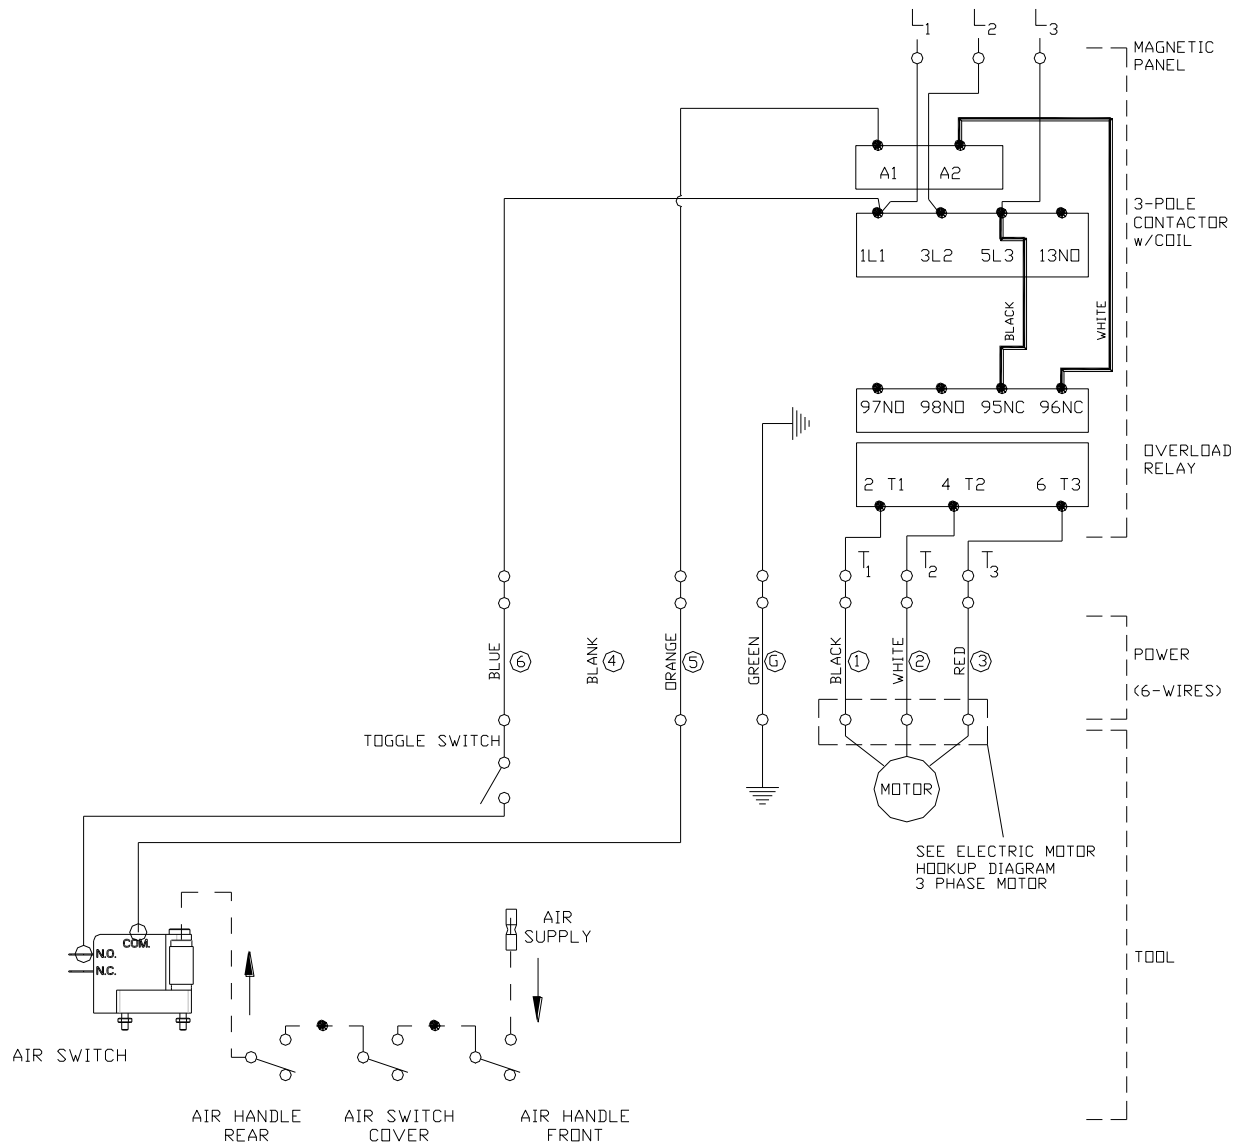 L1 L2 L3
MAGNETIC
PANEL
A1 A2
3-POLE
CONTACTOR
w/COIL
1L1 3L2 5L3 13NO
BLACK
WHITE
97NO 98NO 95NC 96NC
OVERLOAD
RELAY
2 T1 4 T2 6 T3
T1 T2 T3
BLUE 6
BLANK 4
ORANGE 5
GREEN G
BLACK 1
WHITE 2
RED 3
POWER
(6-WIRES)
TOGGLE SWITCH
MOTOR
SEE ELECTRIC MOTOR
HOOKUP DIAGRAM
3 PHASE MOTOR
AIR
SUPPLY
COM.
N.O.
N.C.
TOOL
AIR SWITCH
AIR HANDLE
REAR
AIR SWITCH
COVER
AIR HANDLE
FRONT